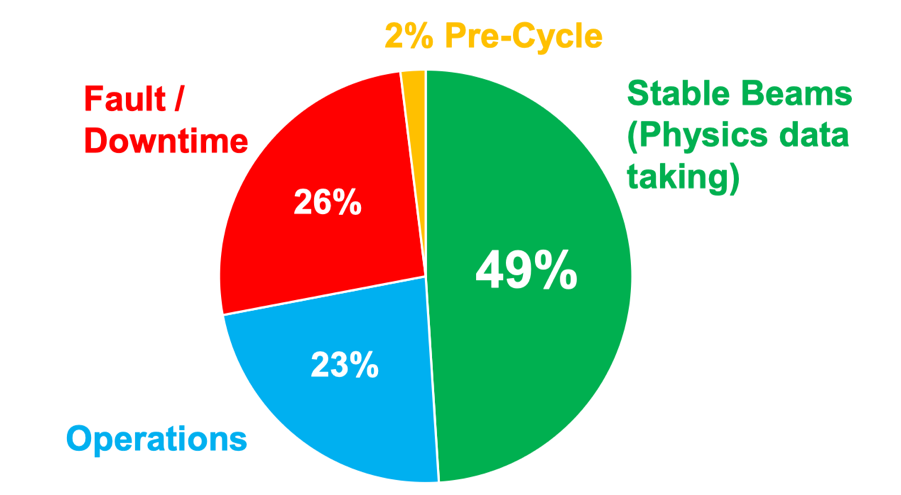 2% Pre-Cycle
Fault /
Downtime
Stable Beams
(Physics data
taking)
26%
49%
23%
Operations